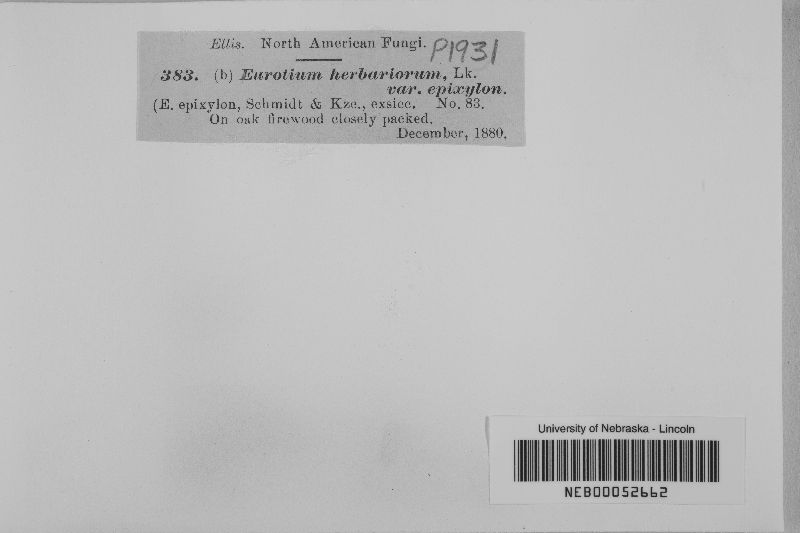 Ellis. North American Fungi. P1931
383. (b) Eurotium herbariorum, Lk.
var. epixylon.
(E. epixylon, Schmidt & Kze., exsicc. No. 83.
On oak firewood closely packed.
December, 1880.
University of Nebraska - Lincoln
NEB00052662